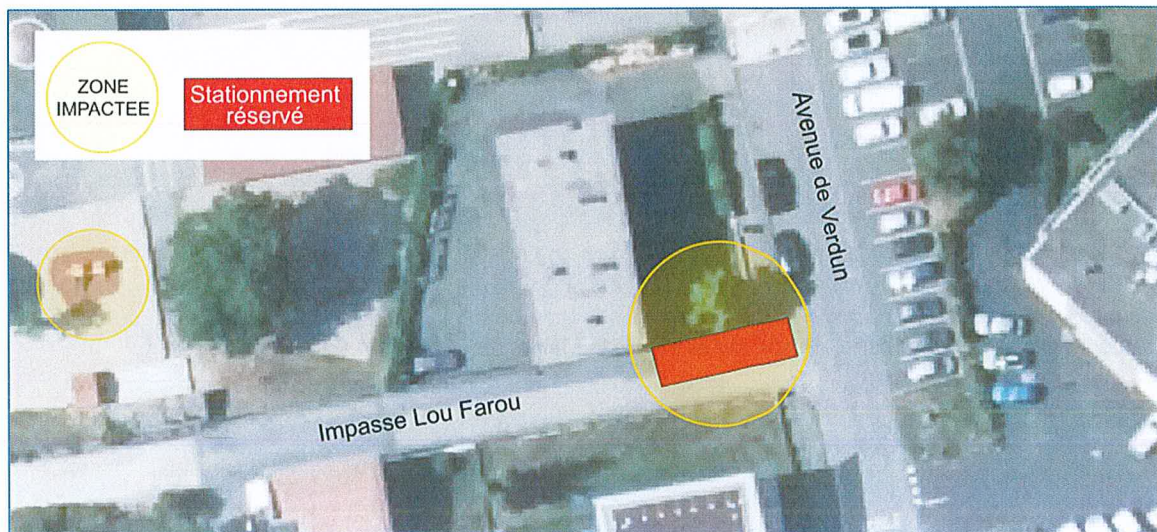 ZONE
IMPACTEE
Stationnement
réservé
Avenue de Verdun
Impasse Lou Farou